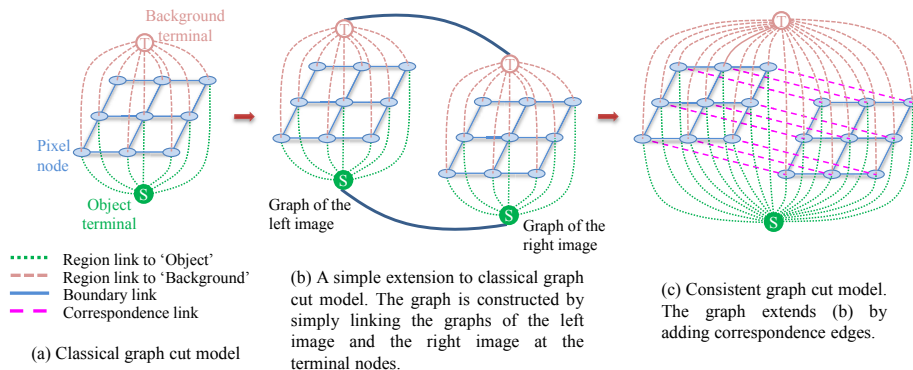 Background
terminal
T
Pixel
node
S
Object
terminal
Region link to ‘Object’
Region link to ‘Background’
Boundary link
Correspondence link
(a) Classical graph cut model
T
T
S
Graph of the
left image
S
Graph of the
right image
(b) A simple extension to classical graph
cut model. The graph is constructed by
simply linking the graphs of the left
image and the right image at the
terminal nodes.
T
S
(c) Consistent graph cut model.
The graph extends (b) by
adding correspondence edges.